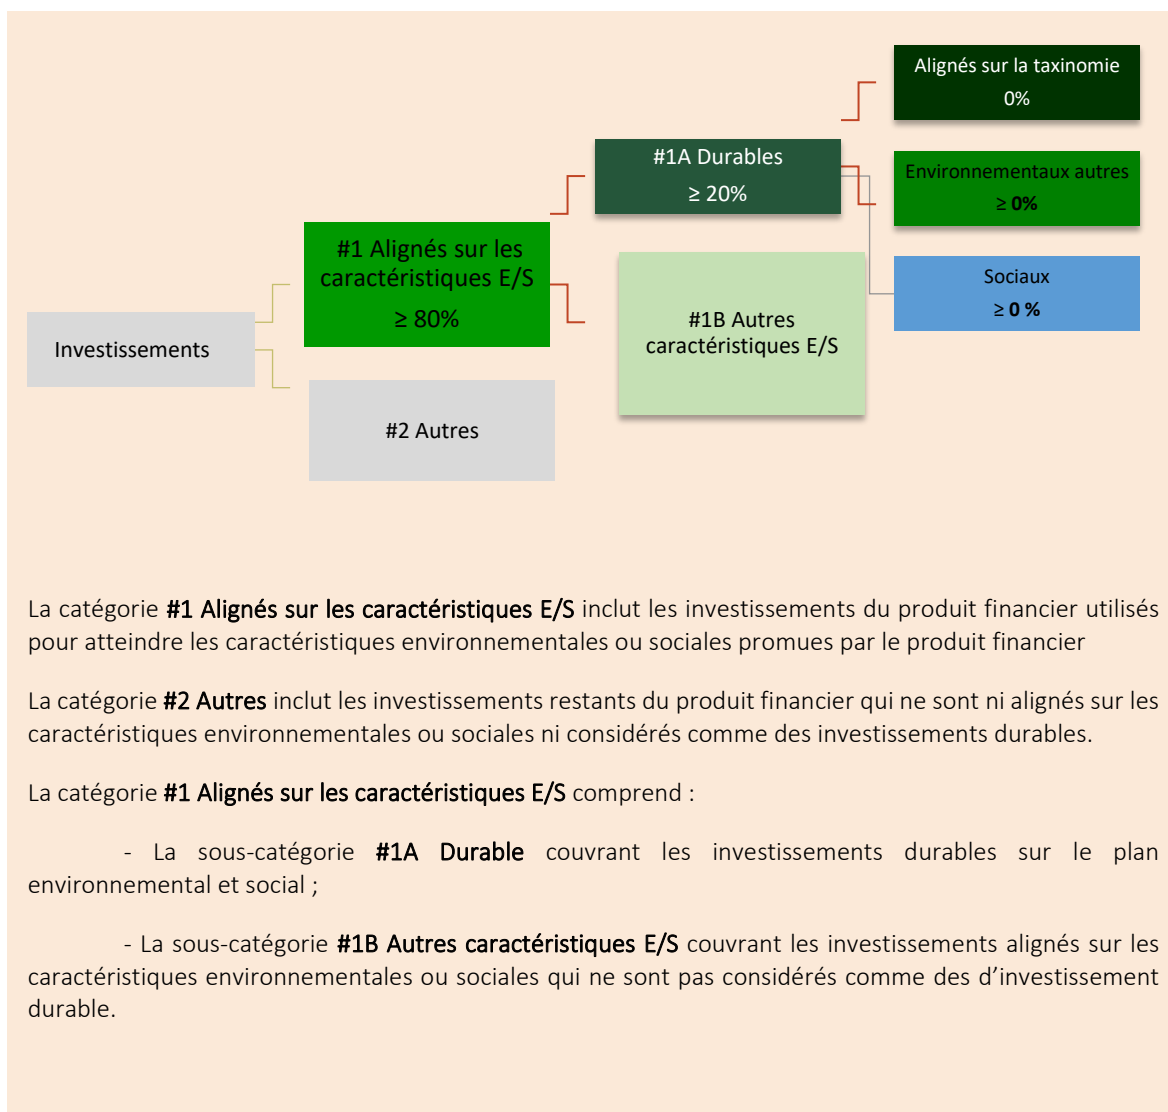 Alignés sur la taxinomie
0%
#1A Durables
≥ 20%
Environnementaux autres
≥ 0%
#1 Alignés sur les
caractéristiques E/S
≥ 80%
Sociaux
≥ 0 %
#1B Autres
caractéristiques E/S
Investissements
#2 Autres
La catégorie #1 Alignés sur les caractéristiques E/S inclut les investissements du produit financier utilisés
pour atteindre les caractéristiques environnementales ou sociales promues par le produit financier
La catégorie #2 Autres inclut les investissements restants du produit financier qui ne sont ni alignés sur les
caractéristiques environnementales ou sociales ni considérés comme des investissements durables.
La catégorie #1 Alignés sur les caractéristiques E/S comprend :
- La sous-catégorie #1A Durable couvrant les investissements durables sur le plan
environnemental et social ;
- La sous-catégorie #1B Autres caractéristiques E/S couvrant les investissements alignés sur les
caractéristiques environnementales ou sociales qui ne sont pas considérés comme des d’investissement
durable.